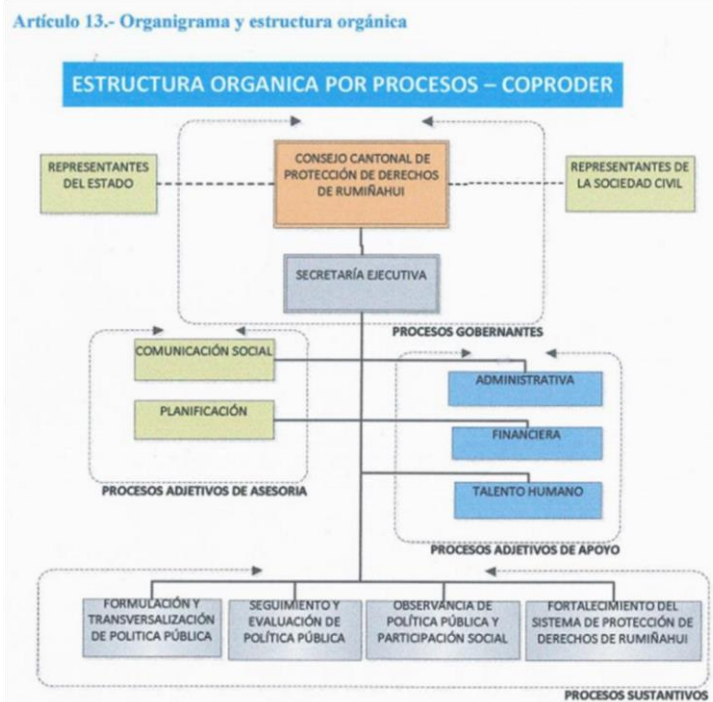 Artículo 13.- Organigrama y estructura orgánica
ESTRUCTURA ORGANICA POR PROCESOS – COPRODER
REPRESENTANTES
DEL ESTADO
CONSEJO CANTONAL DE
PROTECCIÓN DE DERECHOS
DE RUMIÑAHUI
REPRESENTANTES DE
LA SOCIEDAD CIVIL
SECRETARÍA EJECUTIVA
PROCESOS GOBERNANTES
COMUNICACIÓN SOCIAL
PLANIFICACIÓN
PROCESOS ADJETIVOS DE ASESORIA
ADMINISTRATIVA
FINANCIERA
TALENTO HUMANO
PROCESOS ADJETIVOS DE APOYO
FORMULACIÓN Y
TRANSVERSALIZACIÓN
DE POLITICA PÚBLICA
SEGUIMIENTO Y
EVALUACIÓN DE
POLÍTICA PÚBLICA
OBSERVANCIA DE
POLÍTICA PÚBLICA Y
PARTICIPACIÓN SOCIAL
FORTALECIMIENTO DEL
SISTEMA DE PROTECCIÓN DE
DERECHOS DE RUMIÑAHUI
PROCESOS SUSTANTIVOS